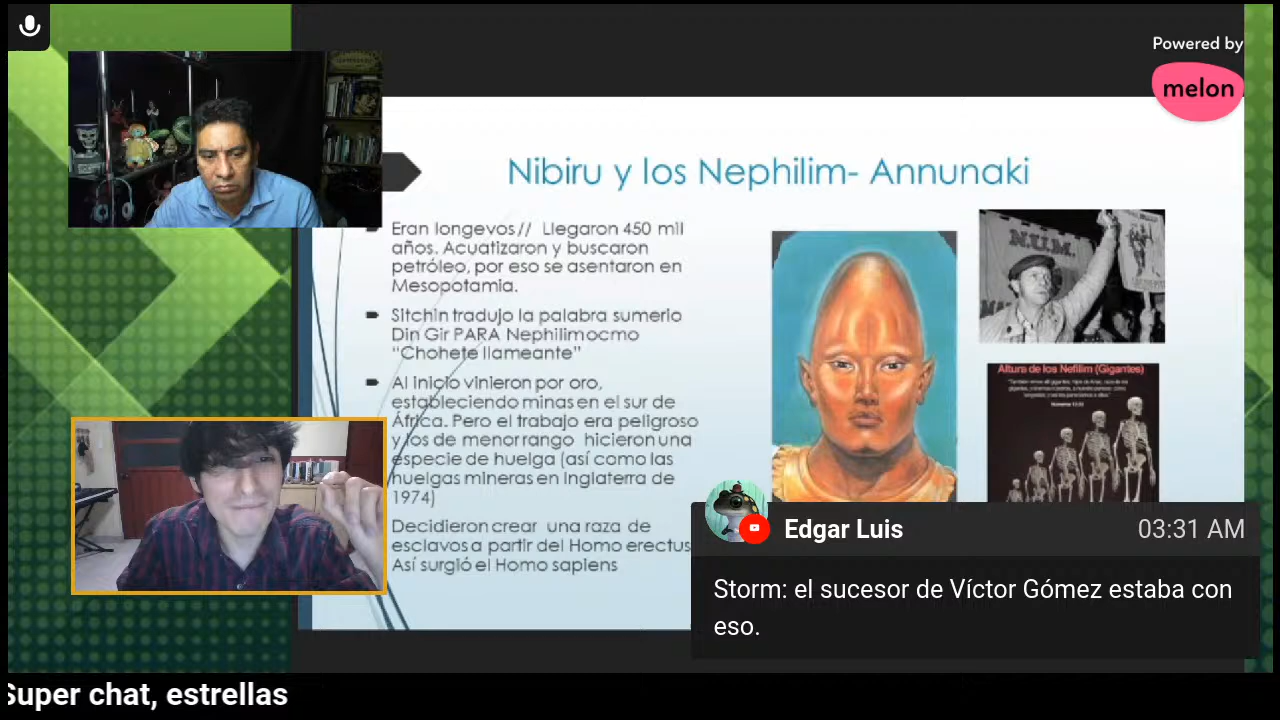 Powered by
melon
Nibiru y los Nephilim- Annunaki
Eran longevos// Llegaron 450 mil
años. Acuatizaron y buscaron
petróleo, por eso se asentaron en
Mesopotamia.
Sitchin tradujo la palabra sumerio
Din Gir PARA Nephilimocmo
"Chohete llameante"
Al inicio vinieron por oro,
estableciendo minas en el sur de
África. Pero el trabajo era peligroso
y los de menor rango hicieron una
especie de huelga (así como las
huelgas mineras en Inglaterra de
1974)
Decidieron crear una raza de
esclavos a partir del Homo erectus
Así surgió el Homo sapiens
N.U.M.
Altura de los Nefilim (Gigantes)
Edgar Luis
03:31 AM
Storm: el sucesor de Víctor Gómez estaba con
eso.
Super chat, estrellas